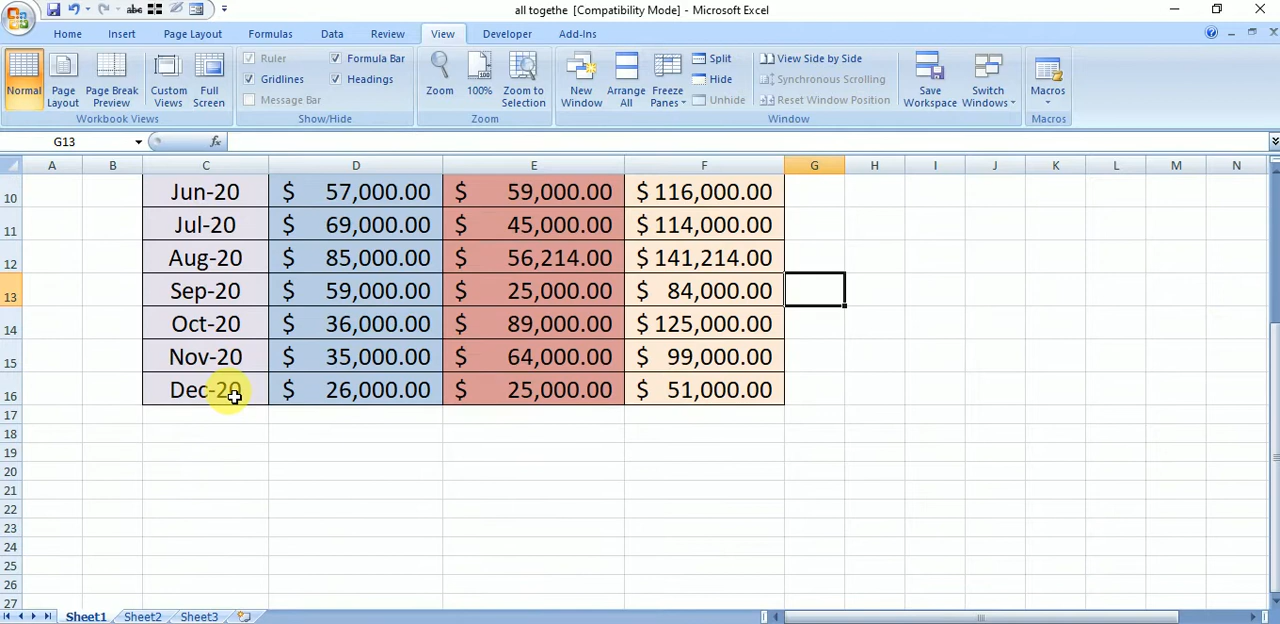 all togethe [Compatibility Mode] - Microsoft Excel
abc
Home Insert Page Layout Formulas Data Review View Developer Add-Ins
Normal
Page Layout
Page Break Preview
Custom Views
Full Screen
Workbook Views
Ruler
Gridlines
Message Bar
Formula Bar
Headings
Show/Hide
Zoom
100
100%
Zoom to Selection
Zoom
New Window
Arrange All
Freeze Panes
Split
Hide
Unhide
View Side by Side
Synchronous Scrolling
Reset Window Position
Save Workspace
Switch Windows
Window
Macros
Macros
G13 fx
A B C D E F G H I J K L M N
10 Jun-20 $ 57,000.00 $ 59,000.00 $ 116,000.00
11 Jul-20 $ 69,000.00 $ 45,000.00 $ 114,000.00
12 Aug-20 $ 85,000.00 $ 56,214.00 $ 141,214.00
13 Sep-20 $ 59,000.00 $ 25,000.00 $ 84,000.00
14 Oct-20 $ 36,000.00 $ 89,000.00 $ 125,000.00
15 Nov-20 $ 35,000.00 $ 64,000.00 $ 99,000.00
16 Dec-20 $ 26,000.00 $ 25,000.00 $ 51,000.00
17
18
19
20
21
22
23
24
25
26
27
Sheet1 Sheet2 Sheet3